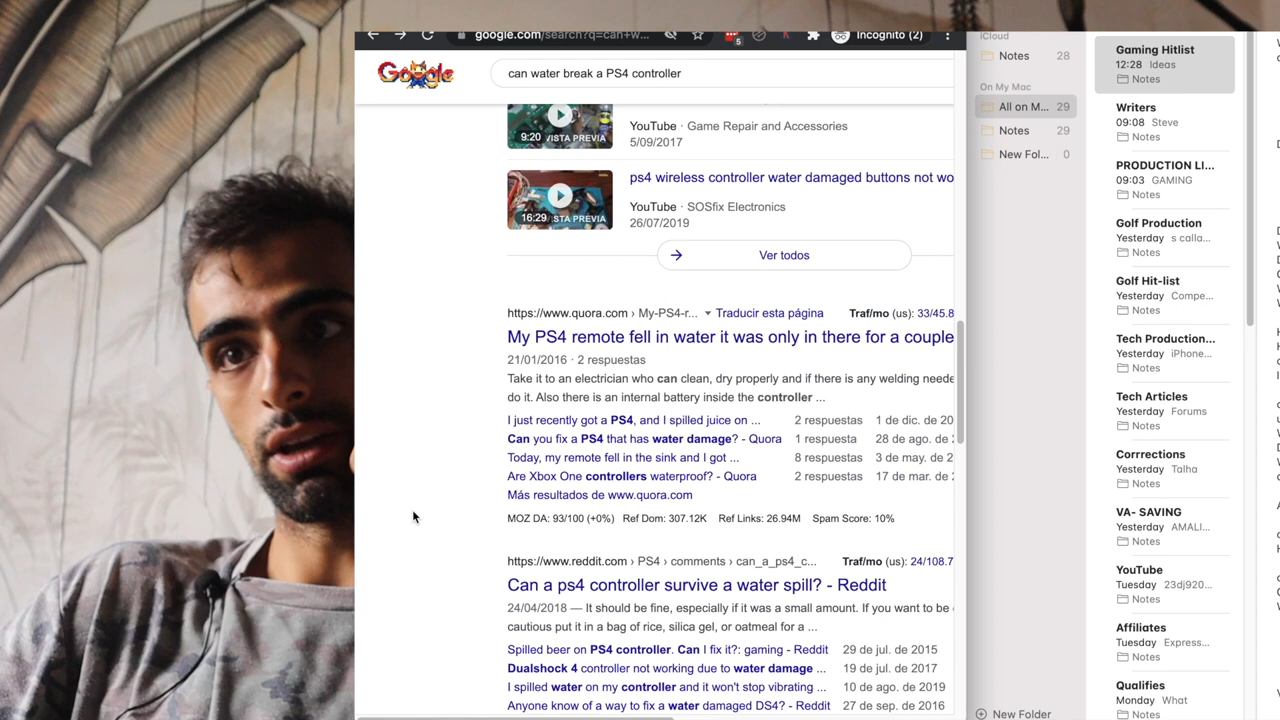 google.com/search?q=can+w...
5
Incognito (2)
Google
can water break a PS4 controller
9:20
VISTA PREVIA
YouTube · Game Repair and Accessories
5/09/2017
16:29
STA PREVIA
ps4 wireless controller water damaged buttons not wo
YouTube · SOSfix Electronics
26/07/2019
Ver todos
https://www.quora.com › My-PS4-r... Traducir esta página Traf/mo (us): 33/45.8
My PS4 remote fell in water it was only in there for a couple
21/01/2016 · 2 respuestas
Take it to an electrician who can clean, dry properly and if there is any welding neede
do it. Also there is an internal battery inside the controller ...
I just recently got a PS4, and I spilled juice on ... 2 respuestas 1 de dic. de 20
Can you fix a PS4 that has water damage? - Quora 1 respuesta 28 de ago. de
Today, my remote fell in the sink and I got ... 8 respuestas 3 de may. de 2
Are Xbox One controllers waterproof? - Quora 2 respuestas 17 de mar. de
Más resultados de www.quora.com
MOZ DA: 93/100 (+0%) Ref Dom: 307.12K Ref Links: 26.94M Spam Score: 10%
https://www.reddit.com › PS4 › comments › can_a_ps4_c... Traf/mo (us): 24/108.7
Can a ps4 controller survive a water spill? - Reddit
24/04/2018 — It should be fine, especially if it was a small amount. If you want to be
cautious put it in a bag of rice, silica gel, or oatmeal for a ...
Spilled beer on PS4 controller. Can I fix it?: gaming - Reddit 29 de jul. de 2015
Dualshock 4 controller not working due to water damage ... 19 de jul. de 2017
I spilled water on my controller and it won't stop vibrating ... 10 de ago. de 2019
Anyone know of a way to fix a water damaged DS4? - Reddit 27 de sep. de 2016
iCloud
Notes 28
On My Mac
All on M... 29
Notes 29
New Fol... 0
New Folder
Gaming Hitlist
12:28 Ideas
Notes
Writers
09:08 Steve
Notes
PRODUCTION LI...
09:03 GAMING
Notes
Golf Production
Yesterday s calla...
Notes
Golf Hit-list
Yesterday Compe...
Notes
Tech Production...
Yesterday iPhone...
Notes
Tech Articles
Yesterday Forums
Notes
Corrrections
Yesterday Talha
Notes
VA- SAVING
Yesterday AMALI...
Notes
YouTube
Tuesday 23dj920...
Notes
Affiliates
Tuesday Express...
Notes
Qualifies
Monday What
Notes